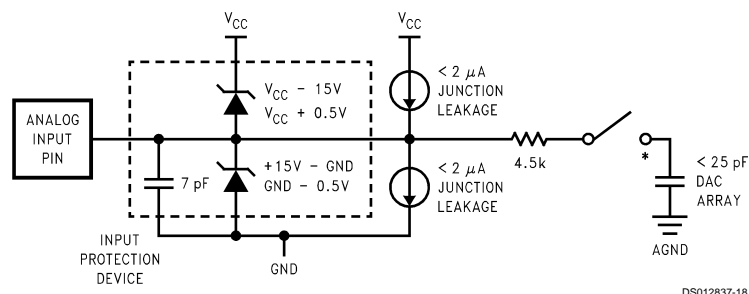 V_CC
V_CC
V_CC – 15V
V_CC + 0.5V
< 2 μA
JUNCTION
LEAKAGE
ANALOG
INPUT
PIN
4.5k
*
7 pF
+15V – GND
GND – 0.5V
< 2 μA
JUNCTION
LEAKAGE
< 25 pF
DAC
ARRAY
INPUT
PROTECTION
DEVICE
GND
AGND
DS012837-18